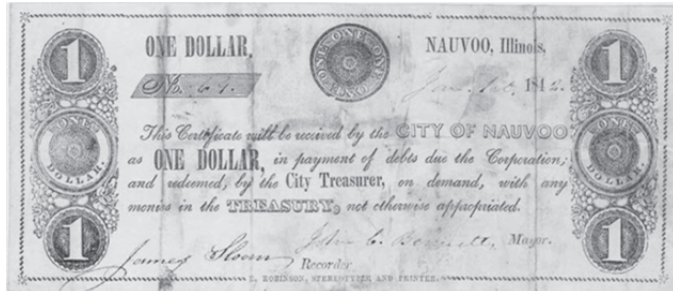 1 ONE DOLLAR, NAUVOO, Illinois, 1
No. 61. 1842.
ONE DOLLAR. ONE DOLLAR.
This Certificate will be received by the CITY OF NAUVOO
as ONE DOLLAR, in payment of debts due the Corporation;
and redeemed, by the City Treasurer, on demand, with any
monies in the TREASURY, not otherwise appropriated.
1 John C. Bennett, Mayor. 1
James Sloan Recorder
E. ROBINSON, STEREOTYPER AND PRINTER.